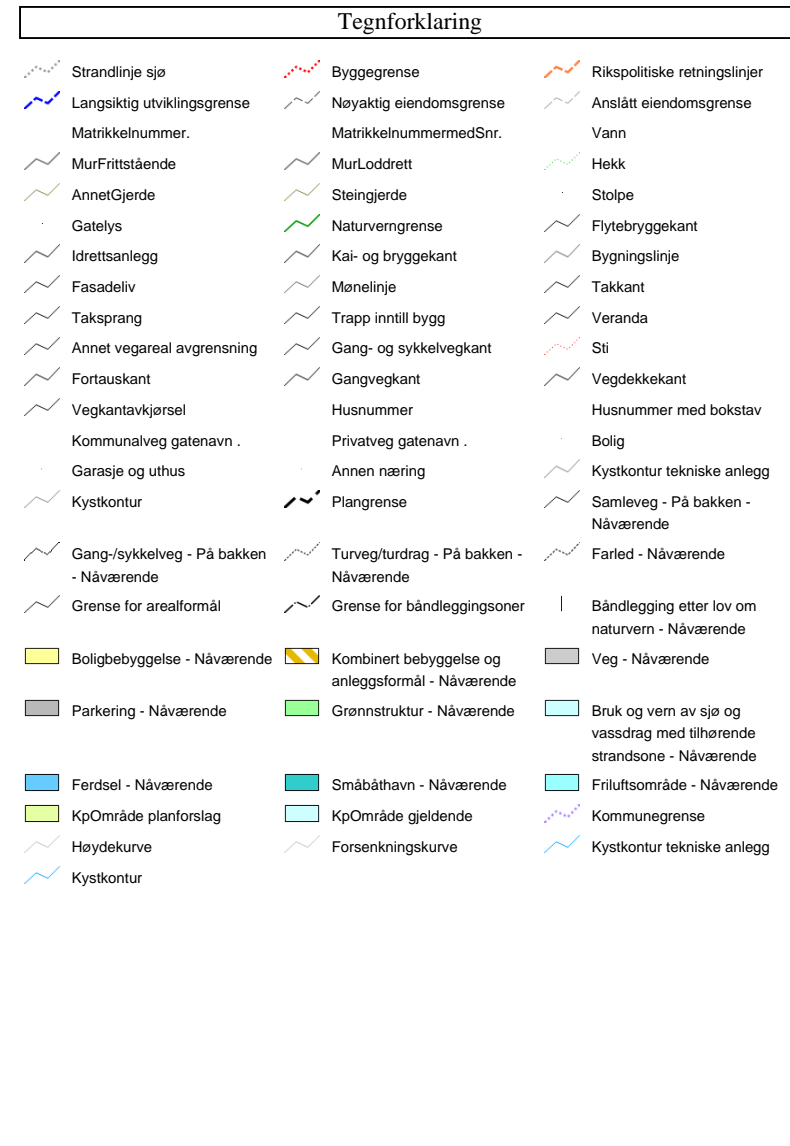 Tegnforklaring
Strandlinje sjø
Byggegrense
Rikspolitiske retningslinjer
Langsiktig utviklingsgrense
Nøyaktig eiendomsgrense
Anslått eiendomsgrense
Matrikkelnummer.
MatrikkelnummermedSnr.
Vann
MurFrittstående
MurLoddrett
Hekk
AnnetGjerde
Steingjerde
Stolpe
Gatelys
Naturverngrense
Flytebryggekant
Idrettsanlegg
Kai- og bryggekant
Bygningslinje
Fasadeliv
Mønelinje
Takkant
Taksprang
Trapp inntill bygg
Veranda
Annet vegareal avgrensning
Gang- og sykkelvegkant
Sti
Fortauskant
Gangvegkant
Vegdekkekant
Vegkantavkjørsel
Husnummer
Husnummer med bokstav
Kommunalveg gatenavn .
Privatveg gatenavn .
Bolig
Garasje og uthus
Annen næring
Kystkontur tekniske anlegg
Kystkontur
Plangrense
Samleveg - På bakken -
Nåværende
Gang-/sykkelveg - På bakken
- Nåværende
Turveg/turdrag - På bakken -
Nåværende
Farled - Nåværende
Grense for arealformål
Grense for båndleggingsoner
Båndlegging etter lov om
naturvern - Nåværende
Boligbebyggelse - Nåværende
Kombinert bebyggelse og
anleggsformål - Nåværende
Veg - Nåværende
Parkering - Nåværende
Grønnstruktur - Nåværende
Bruk og vern av sjø og
vassdrag med tilhørende
strandsone - Nåværende
Ferdsel - Nåværende
Småbåthavn - Nåværende
Friluftsområde - Nåværende
KpOmråde planforslag
KpOmråde gjeldende
Kommunegrense
Høydekurve
Forsenkningskurve
Kystkontur tekniske anlegg
Kystkontur